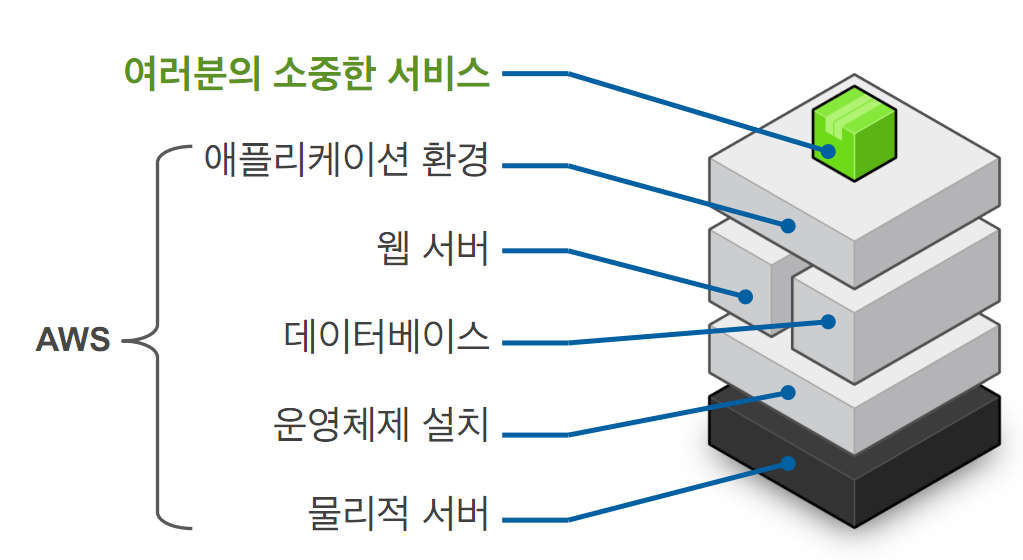 여러분의 소중한 서비스
애플리케이션 환경
웹 서버
데이터베이스
AWS
운영체제 설치
물리적 서버